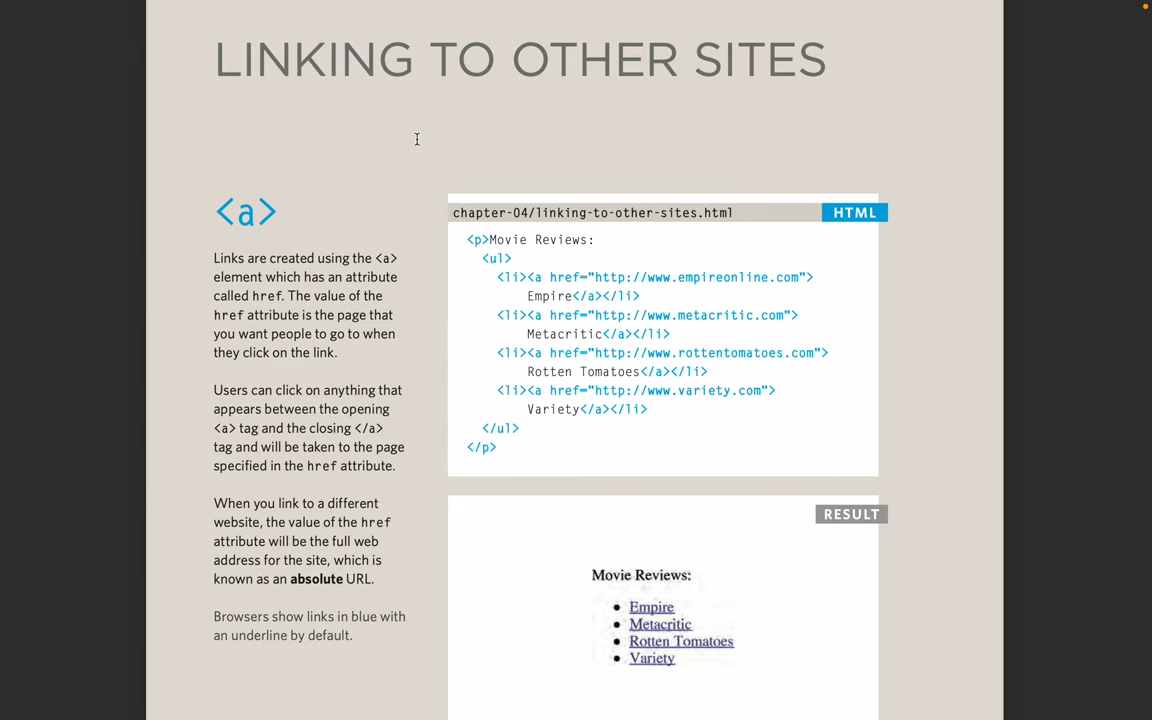 LINKING TO OTHER SITES
<a>
Links are created using the <a>
element which has an attribute
called href. The value of the
href attribute is the page that
you want people to go to when
they click on the link.
Users can click on anything that
appears between the opening
<a> tag and the closing </a>
tag and will be taken to the page
specified in the href attribute.
When you link to a different
website, the value of the href
attribute will be the full web
address for the site, which is
known as an absolute URL.
Browsers show links in blue with
an underline by default.
chapter-04/linking-to-other-sites.html
HTML
<p>Movie Reviews:
<ul>
<li><a href="http://www.empireonline.com">
Empire</a></li>
<li><a href="http://www.metacritic.com">
Metacritic</a></li>
<li><a href="http://www.rottentomatoes.com">
Rotten Tomatoes</a></li>
<li><a href="http://www.variety.com">
Variety</a></li>
</ul>
</p>
RESULT
Movie Reviews:
• Empire
• Metacritic
• Rotten Tomatoes
• Variety